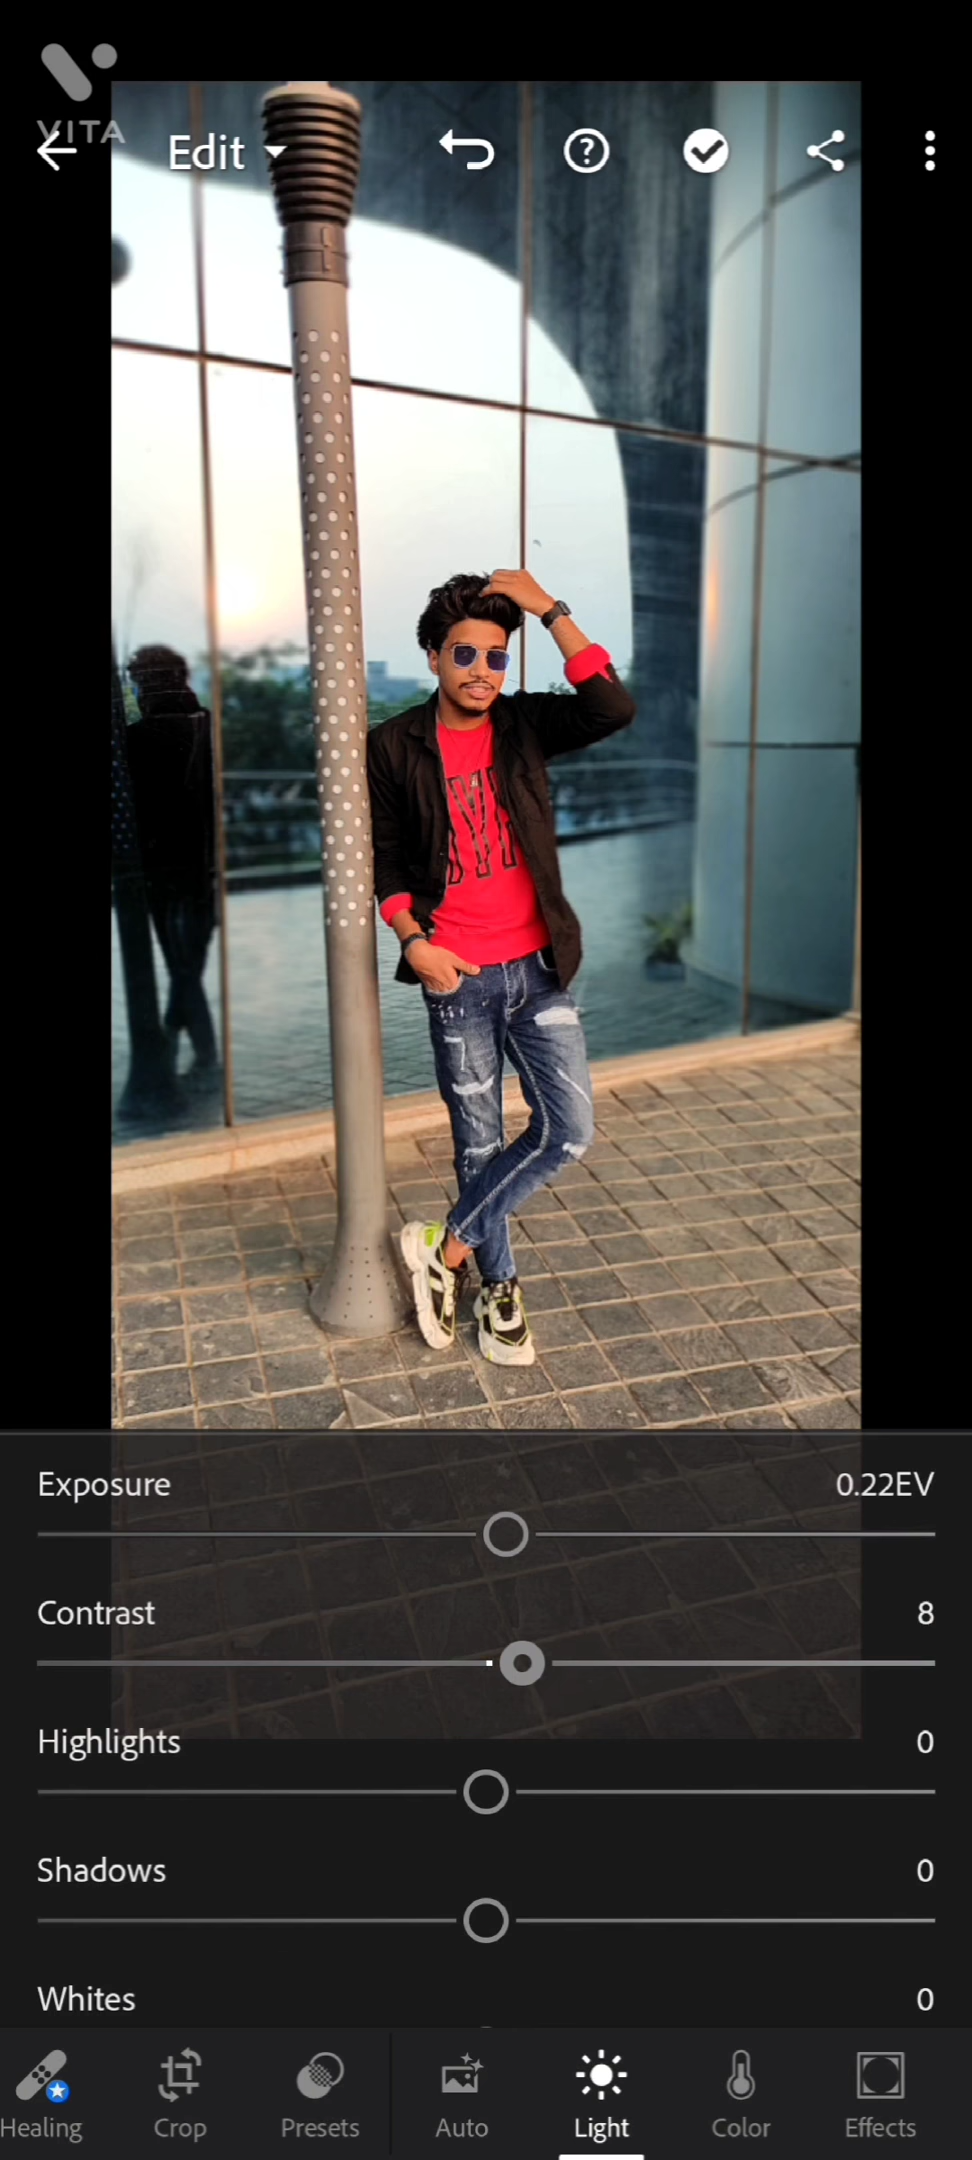 VITA
Edit
MY
Exposure 0.22EV
Contrast 8
Highlights 0
Shadows 0
Whites 0
Healing Crop Presets Auto Light Color Effects